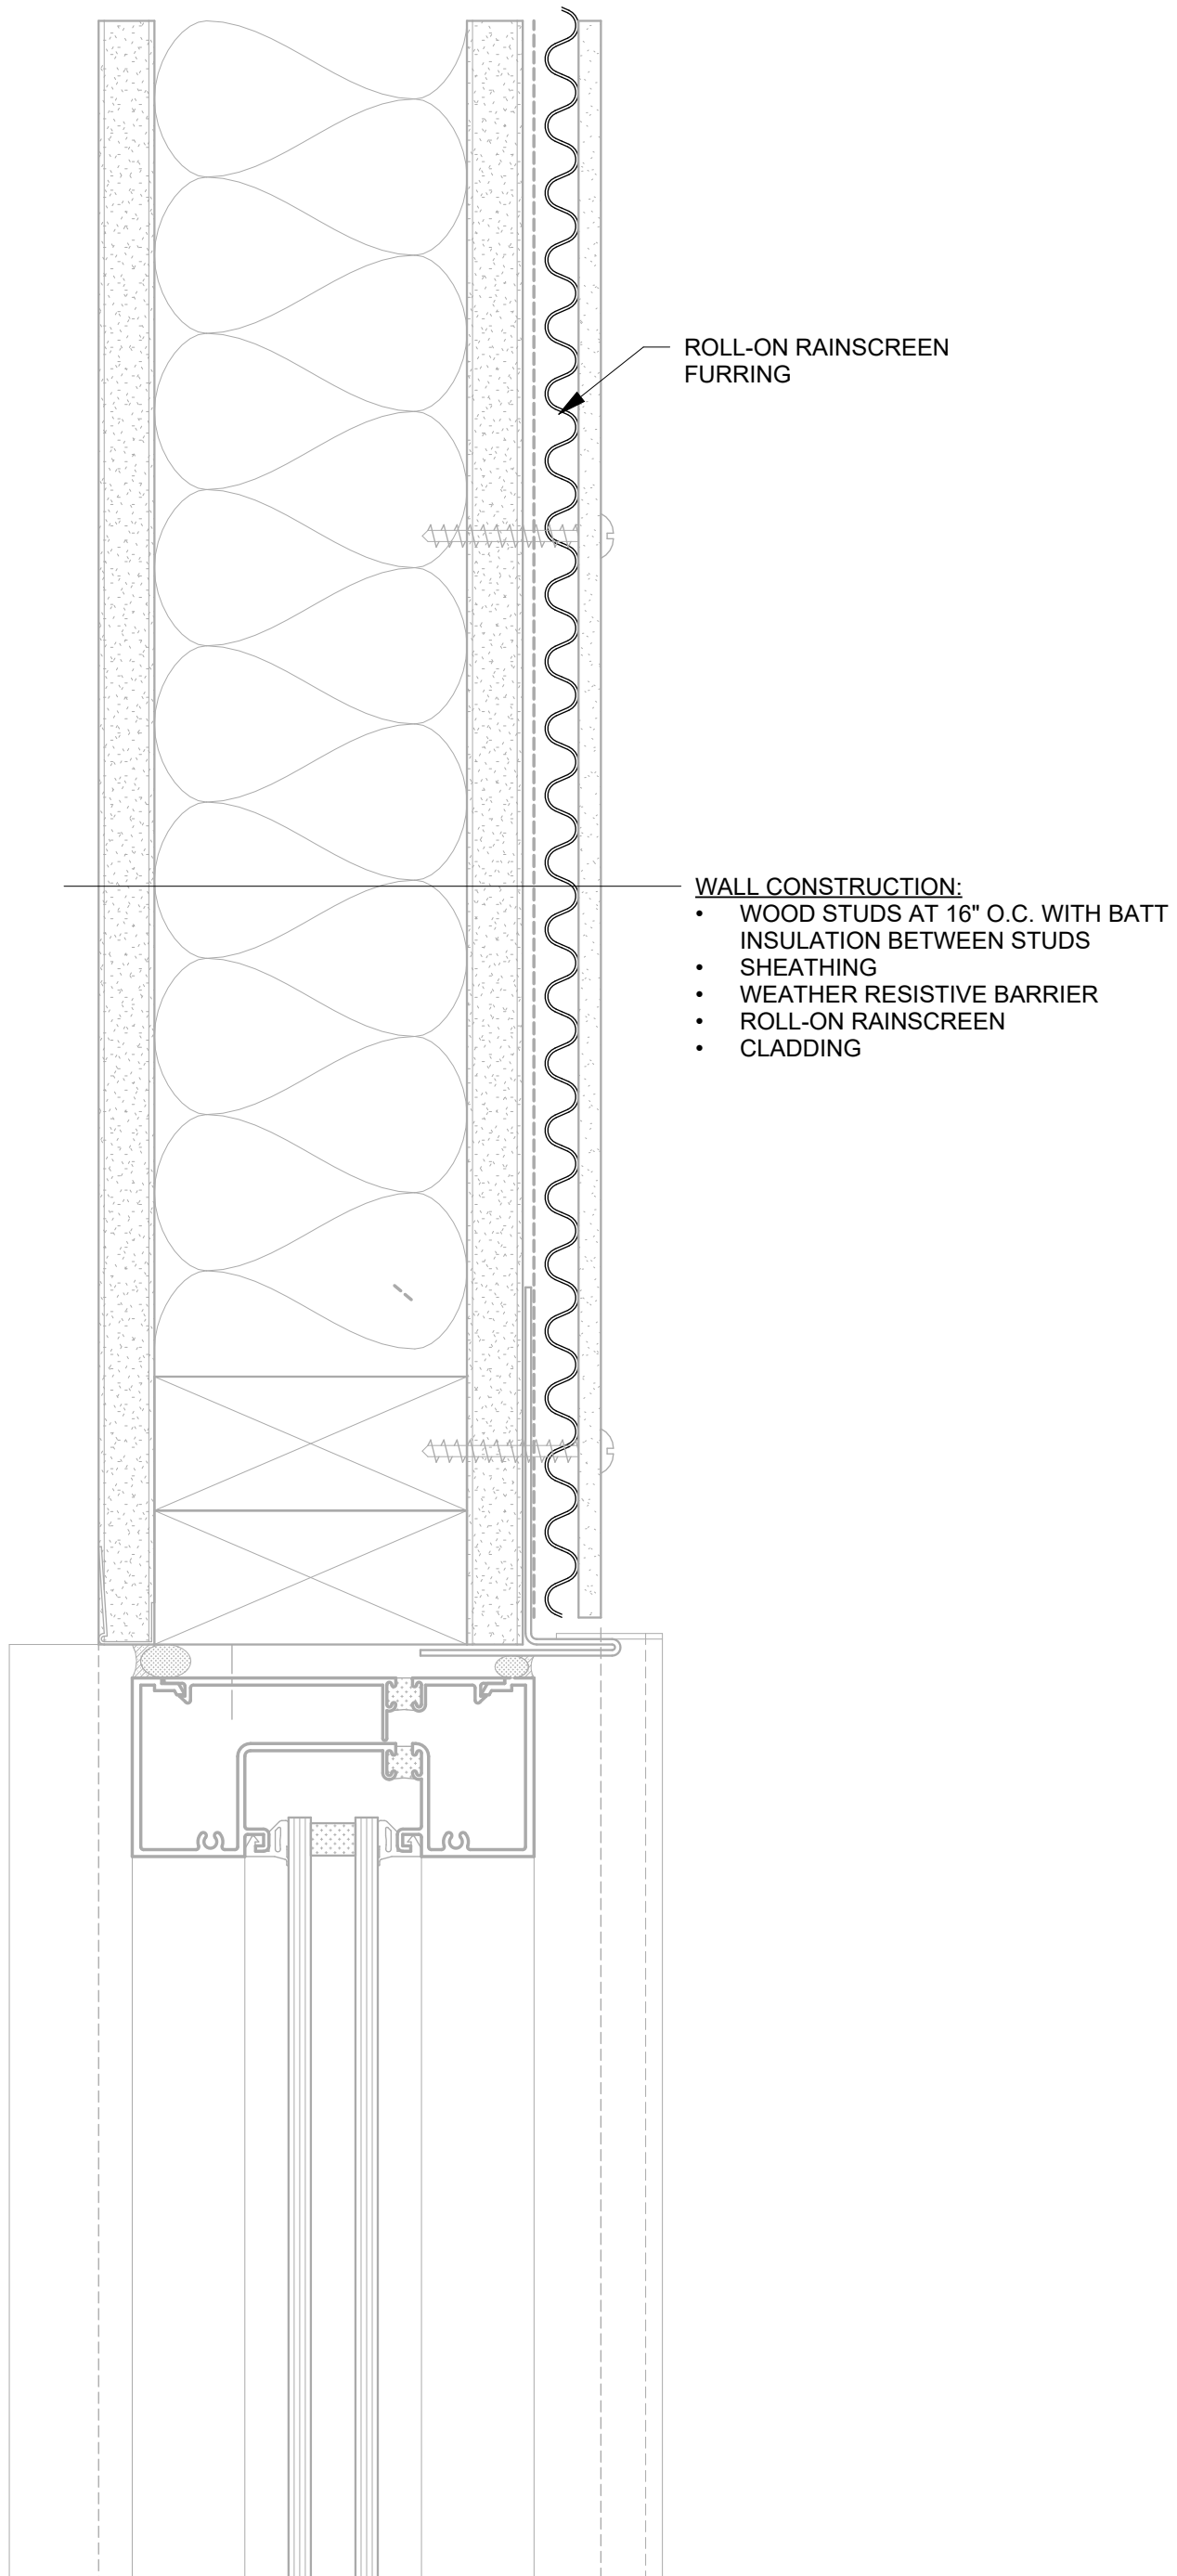 ROLL-ON RAINSCREEN
FURRING
WALL CONSTRUCTION:
• WOOD STUDS AT 16" O.C. WITH BATT
INSULATION BETWEEN STUDS
• SHEATHING
• WEATHER RESISTIVE BARRIER
• ROLL-ON RAINSCREEN
• CLADDING